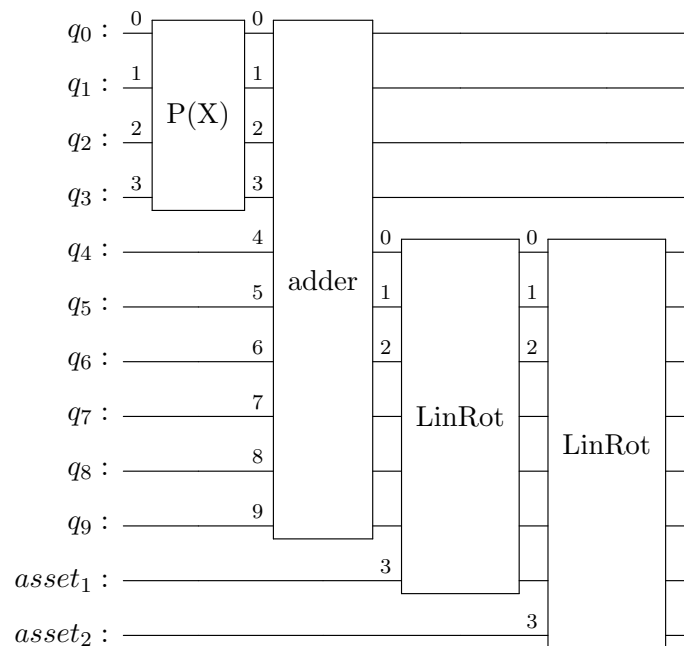 q₀ : 0 0
q₁ : 1 1
P(X)
q₂ : 2 2
q₃ : 3 3
q₄ : 4 0 0
adder
q₅ : 5 1 1
q₆ : 6 2 2
q₇ : 7 LinRot
LinRot
q₈ : 8
q₉ : 9
asset₁ : 3
asset₂ : 3